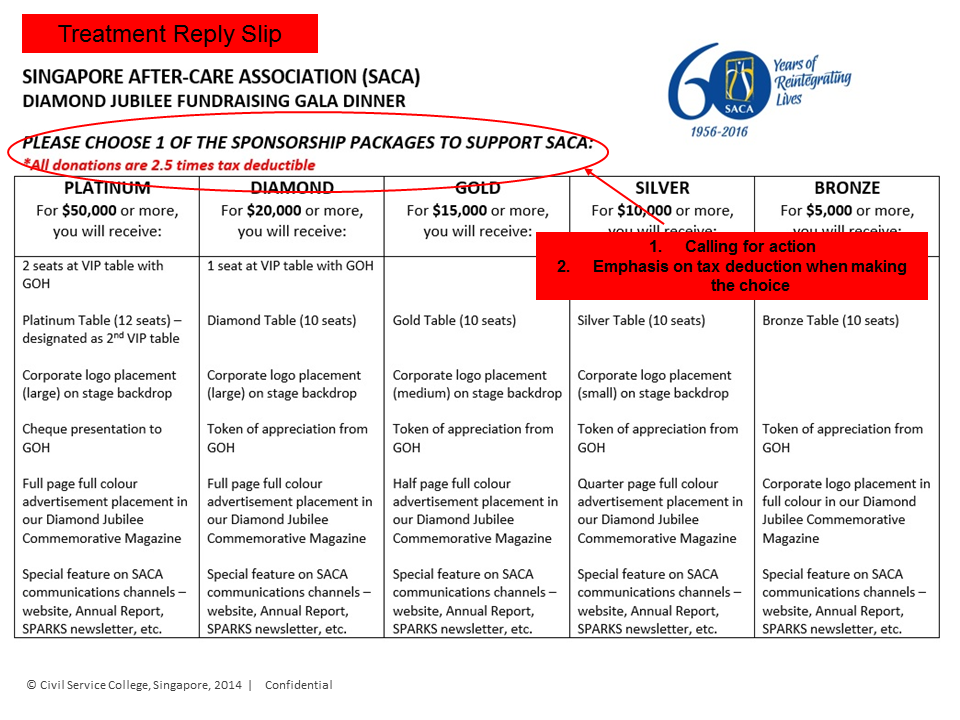 Treatment Reply Slip
SINGAPORE AFTER-CARE ASSOCIATION (SACA)
DIAMOND JUBILEE FUNDRAISING GALA DINNER
60 Years of
Reintegrating
Lives
SACA
1956-2016
PLEASE CHOOSE 1 OF THE SPONSORSHIP PACKAGES TO SUPPORT SACA:
*All donations are 2.5 times tax deductible
PLATINUM
For $50,000 or more,
you will receive:
DIAMOND
For $20,000 or more,
you will receive:
GOLD
For $15,000 or more,
you will receive:
SILVER
For $10,000 or more,
you will receive:
BRONZE
For $5,000 or more,
you will receive:
1. Calling for action
2. Emphasis on tax deduction when making
the choice
2 seats at VIP table with
GOH
1 seat at VIP table with GOH
Platinum Table (12 seats) –
designated as 2nd VIP table
Diamond Table (10 seats)
Gold Table (10 seats)
Silver Table (10 seats)
Bronze Table (10 seats)
Corporate logo placement
(large) on stage backdrop
Corporate logo placement
(large) on stage backdrop
Corporate logo placement
(medium) on stage backdrop
Corporate logo placement
(small) on stage backdrop
Cheque presentation to
GOH
Token of appreciation from
GOH
Token of appreciation from
GOH
Token of appreciation from
GOH
Token of appreciation from
GOH
Full page full colour
advertisement placement in
our Diamond Jubilee
Commemorative Magazine
Full page full colour
advertisement placement in
our Diamond Jubilee
Commemorative Magazine
Half page full colour
advertisement placement in
our Diamond Jubilee
Commemorative Magazine
Quarter page full colour
advertisement placement in
our Diamond Jubilee
Commemorative Magazine
Corporate logo placement in
full colour in our Diamond
Jubilee Commemorative
Magazine
Special feature on SACA
communications channels –
website, Annual Report,
SPARKS newsletter, etc.
Special feature on SACA
communications channels –
website, Annual Report,
SPARKS newsletter, etc.
Special feature on SACA
communications channels –
website, Annual Report,
SPARKS newsletter, etc.
Special feature on SACA
communications channels –
website, Annual Report,
SPARKS newsletter, etc.
Special feature on SACA
communications channels –
website, Annual Report,
SPARKS newsletter, etc.
© Civil Service College, Singapore, 2014 | Confidential